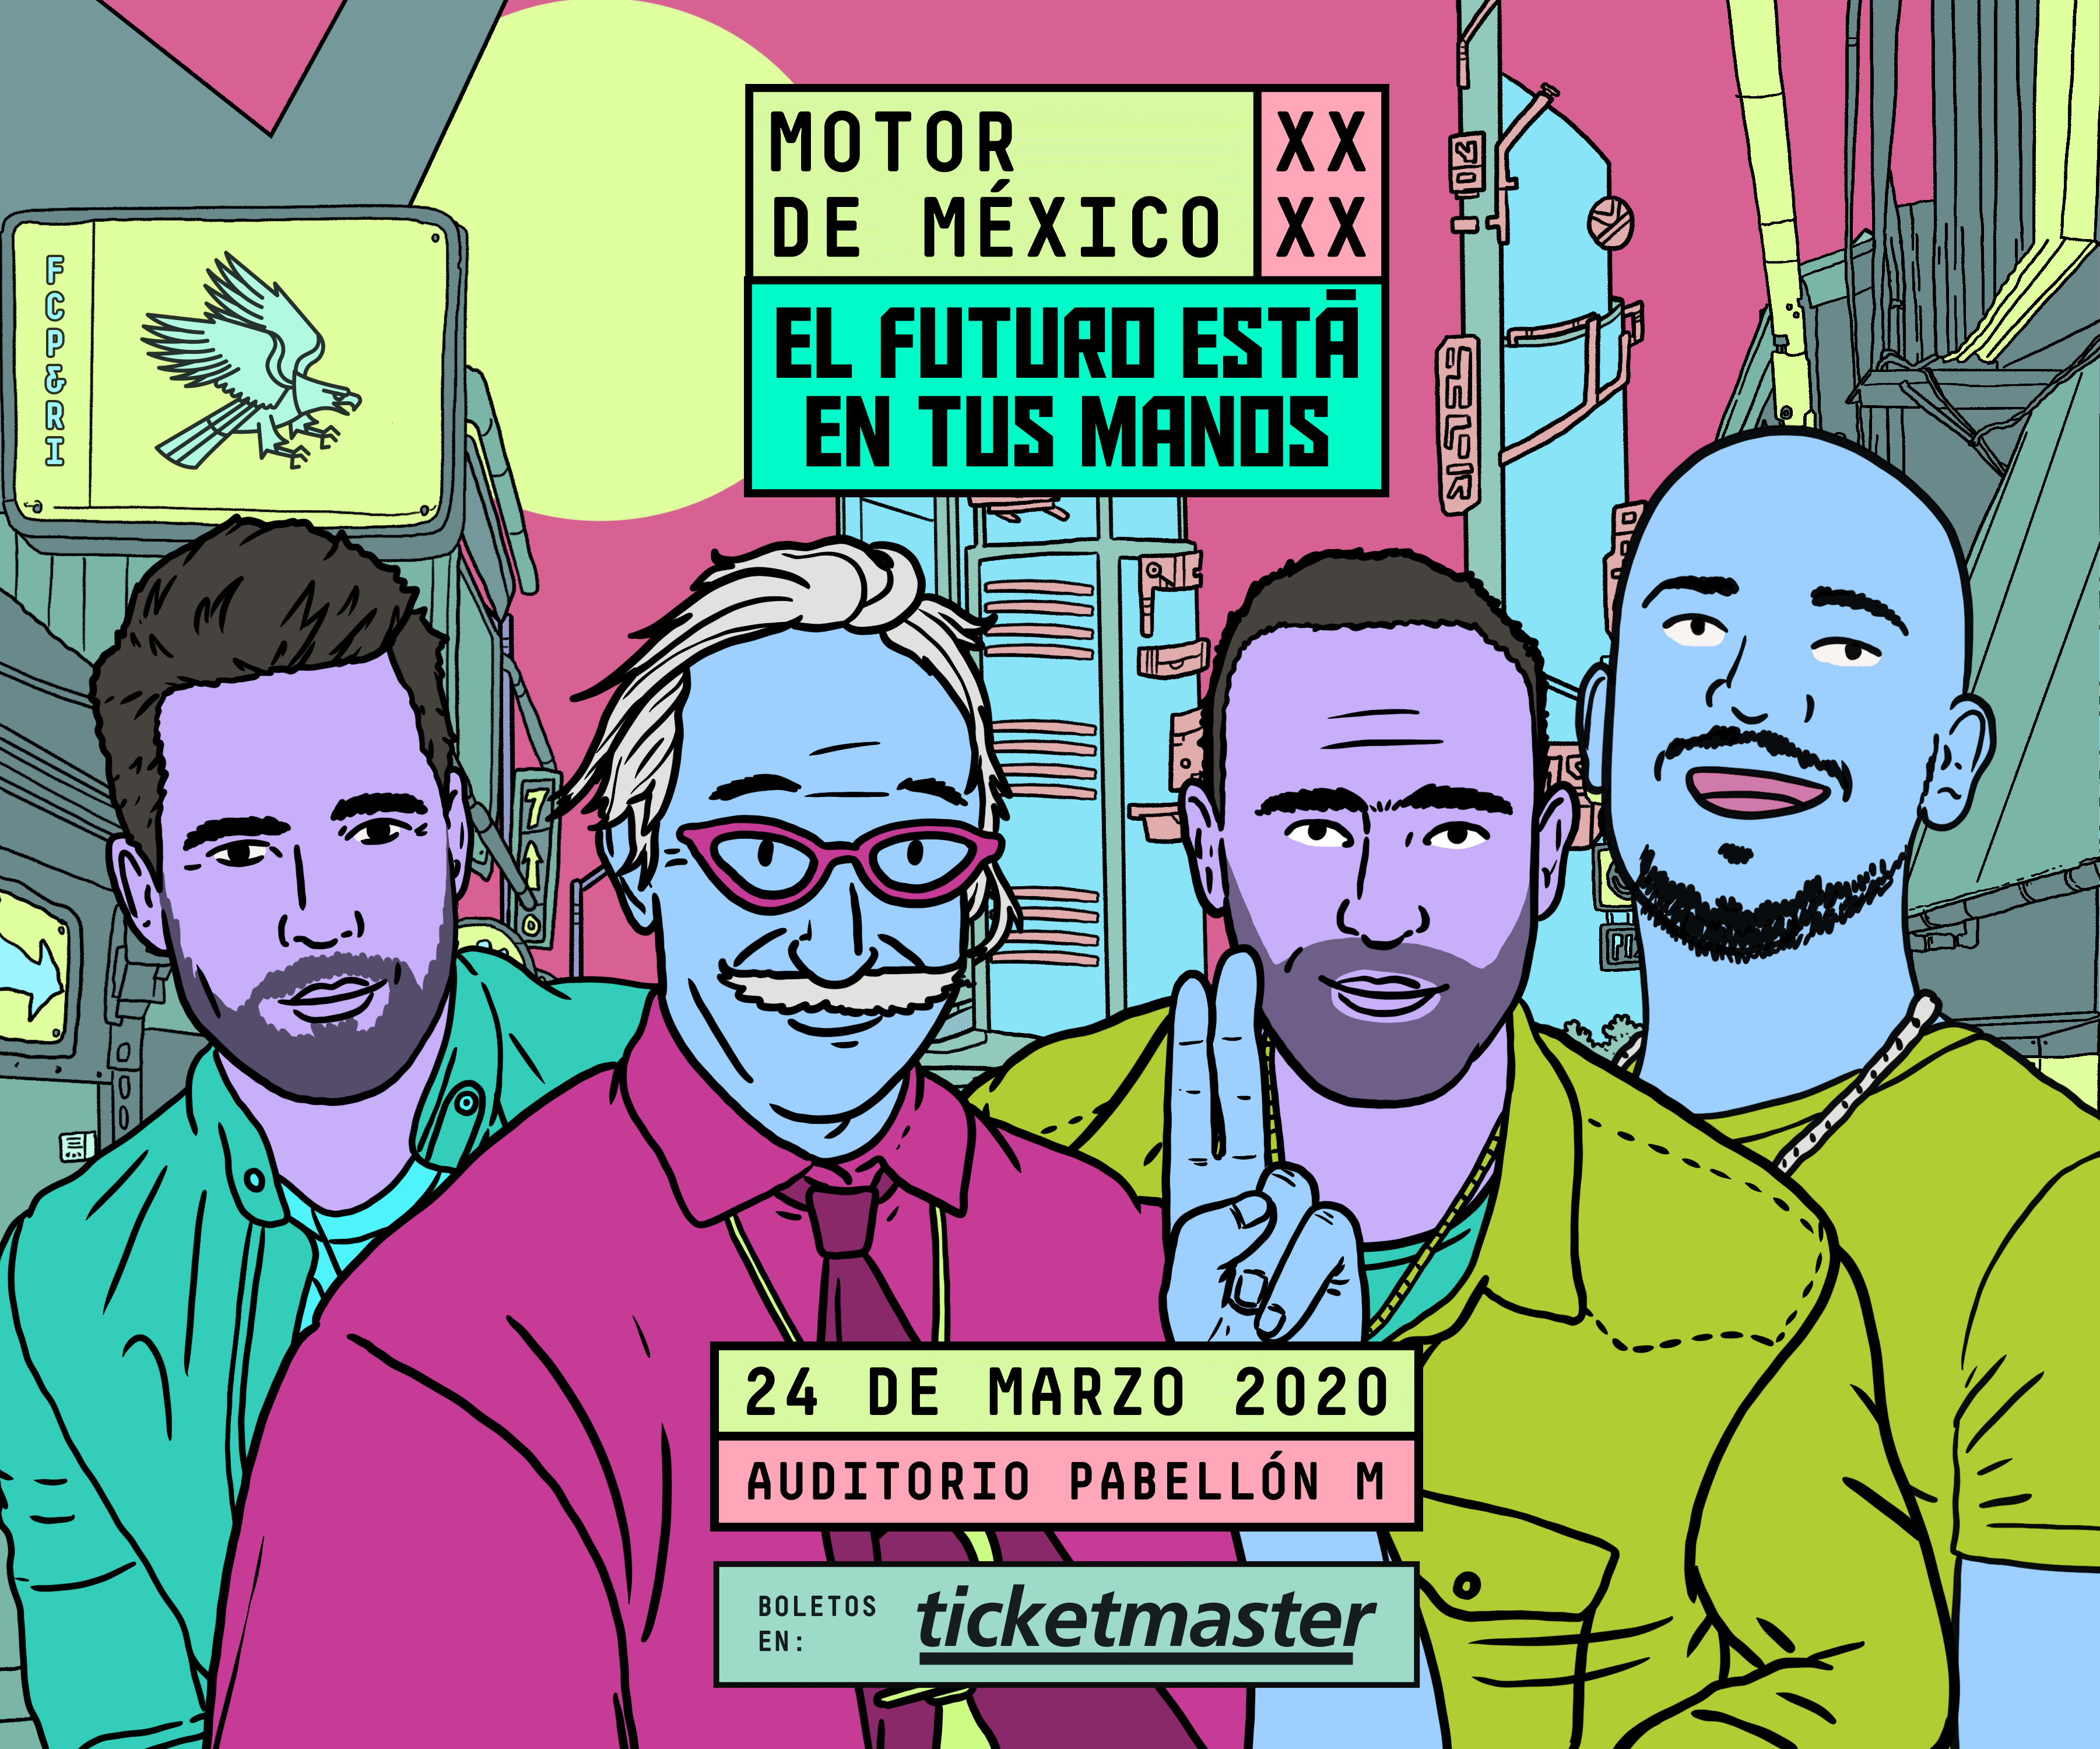 MOTOR
DE MÉXICO
XX
XX
EL FUTURO ESTĀ
EN TUS MANOS
FCP&RI
7
24 DE MARZO 2020
AUDITORIO PABELLÓN M
BOLETOS
EN:
ticketmaster